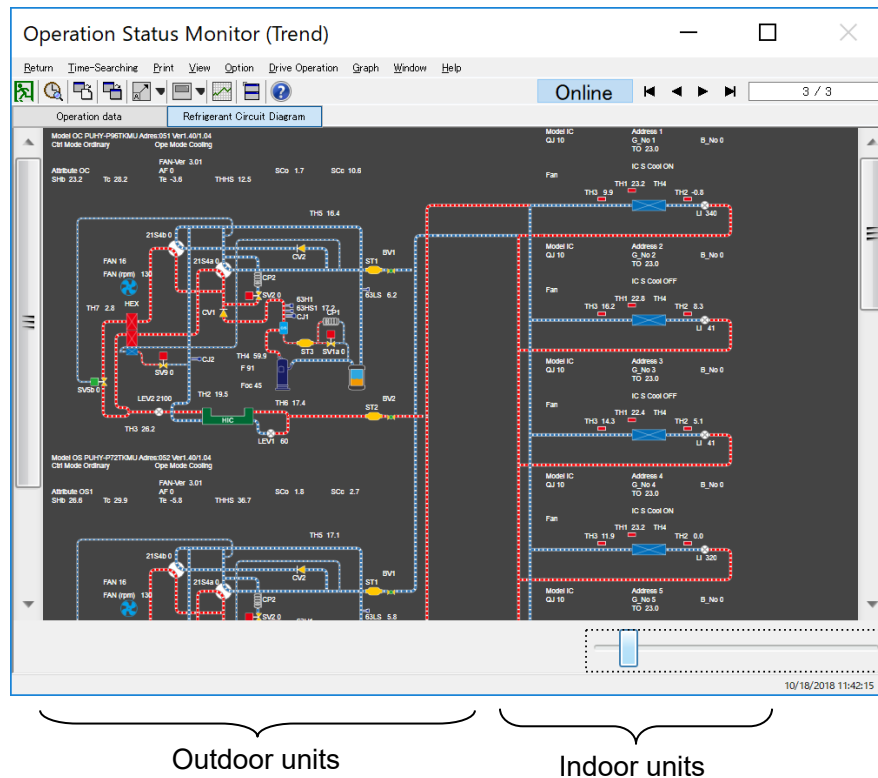 Operation Status Monitor (Trend)
Return Time-Searching Print View Option Drive Operation Graph Window Help
Online 3 / 3
Operation data Refrigerant Circuit Diagram
Model OC PUHY-P96TKMU Adres:051 Ver1.40/1.04
Ctrl Mode Ordinary Ope Mode Cooling
FAN-Ver 3.01
Attribute OC AF 0 SCo 1.7 SCc 10.6
SHb 23.2 Tc 28.2 Te -3.6 THHS 12.5
TH5 16.4
21S4b 0
CV2
BV1
ST1
FAN 16
21S4a 0
FAN (rpm) 130
CP2
SV2 0
63LS 6.2
63H1
63HS1 17.2
CJ1
CP1
TH7 2.8
HEX
CV1
ST3
SV1a 0
CJ2
TH4 59.9
F 91
SV9 0
SV5b 0
Foc 45
LEV2 2100
TH2 19.5
TH6 17.4
BV2
HIC
ST2
TH3 26.2
LEV1 60
Model OS PUHY-P72TKMU Adres:052 Ver1.40/1.04
Ctrl Mode Ordinary Ope Mode Cooling
FAN-Ver 3.01
Attribute OS1 AF 0 SCo 1.8 SCc 2.7
SHb 26.6 Tc 29.9 Te -5.8 THHS 36.7
TH5 17.1
21S4b 0
CV2
BV1
ST1
FAN 16
21S4a 0
FAN (rpm) 130
CP2
SV2 0
63LS 5.8
Model IC Address 1
QJ 10 G_No 1 B_No 0
TO 23.0
IC S Cool ON
Fan
TH1 23.2 TH4
TH3 9.9 TH2 -0.8
LI 340
Model IC Address 2
QJ 10 G_No 2 B_No 0
TO 23.0
IC S Cool OFF
Fan
TH1 22.8 TH4
TH3 16.2 TH2 8.3
LI 41
Model IC Address 3
QJ 10 G_No 3 B_No 0
TO 23.0
IC S Cool OFF
Fan
TH1 22.4 TH4
TH3 14.3 TH2 5.1
LI 41
Model IC Address 4
QJ 10 G_No 4 B_No 0
TO 23.0
IC S Cool ON
Fan
TH1 23.2 TH4
TH3 11.9 TH2 0.0
LI 320
Model IC Address 5
QJ 10 G_No 5 B_No 0
TO 23.0
10/18/2018 11:42:15
Outdoor units Indoor units